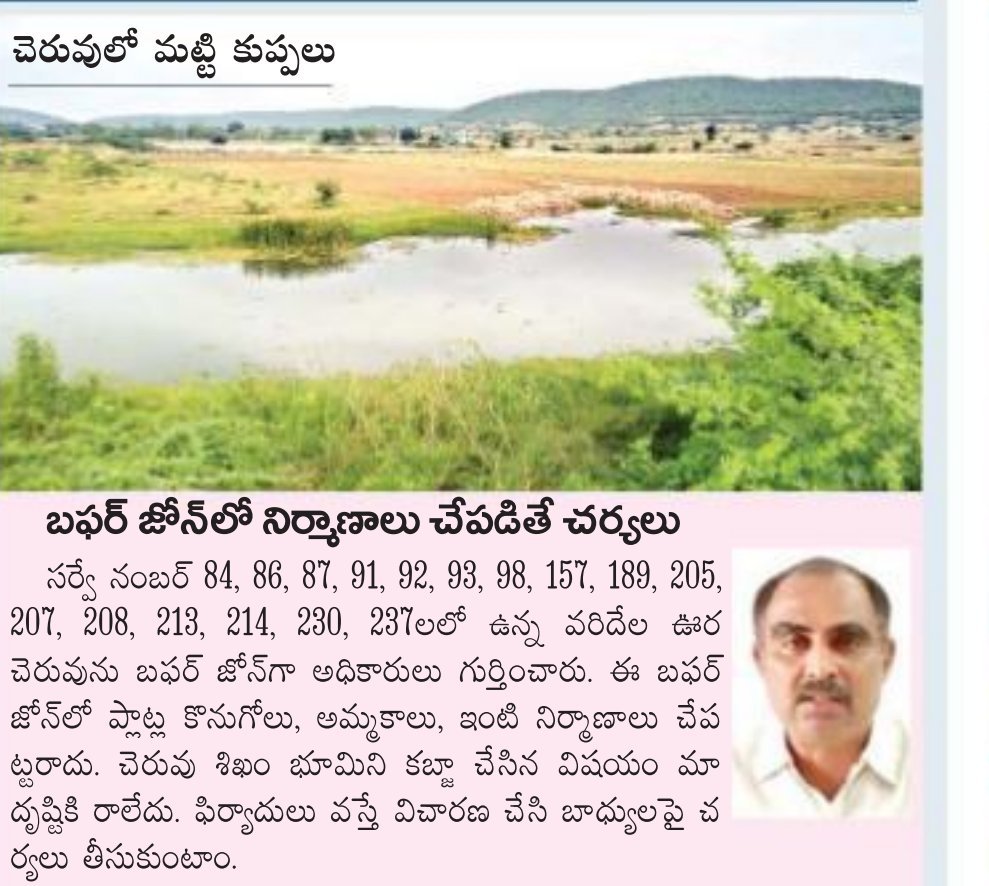 చెరువులో మట్టి కుప్పలు
బఫర్ జోన్‌లో నిర్మాణాలు చేపడితే చర్యలు
సర్వే నంబర్ 84, 86, 87, 91, 92, 93, 98, 157, 189, 205,
207, 208, 213, 214, 230, 237లలో ఉన్న వరిదేల ఊర
చెరువును బఫర్ జోన్‌గా అధికారులు గుర్తించారు. ఈ బఫర్
జోన్‌లో ప్లాట్ల కొనుగోలు, అమ్మకాలు, ఇంటి నిర్మాణాలు చేప
ట్టరాదు. చెరువు శిఖం భూమిని కబ్జా చేసిన విషయం మా
దృష్టికి రాలేదు. ఫిర్యాదులు వస్తే విచారణ చేసి బాధ్యులపై చ
ర్యలు తీసుకుంటాం.